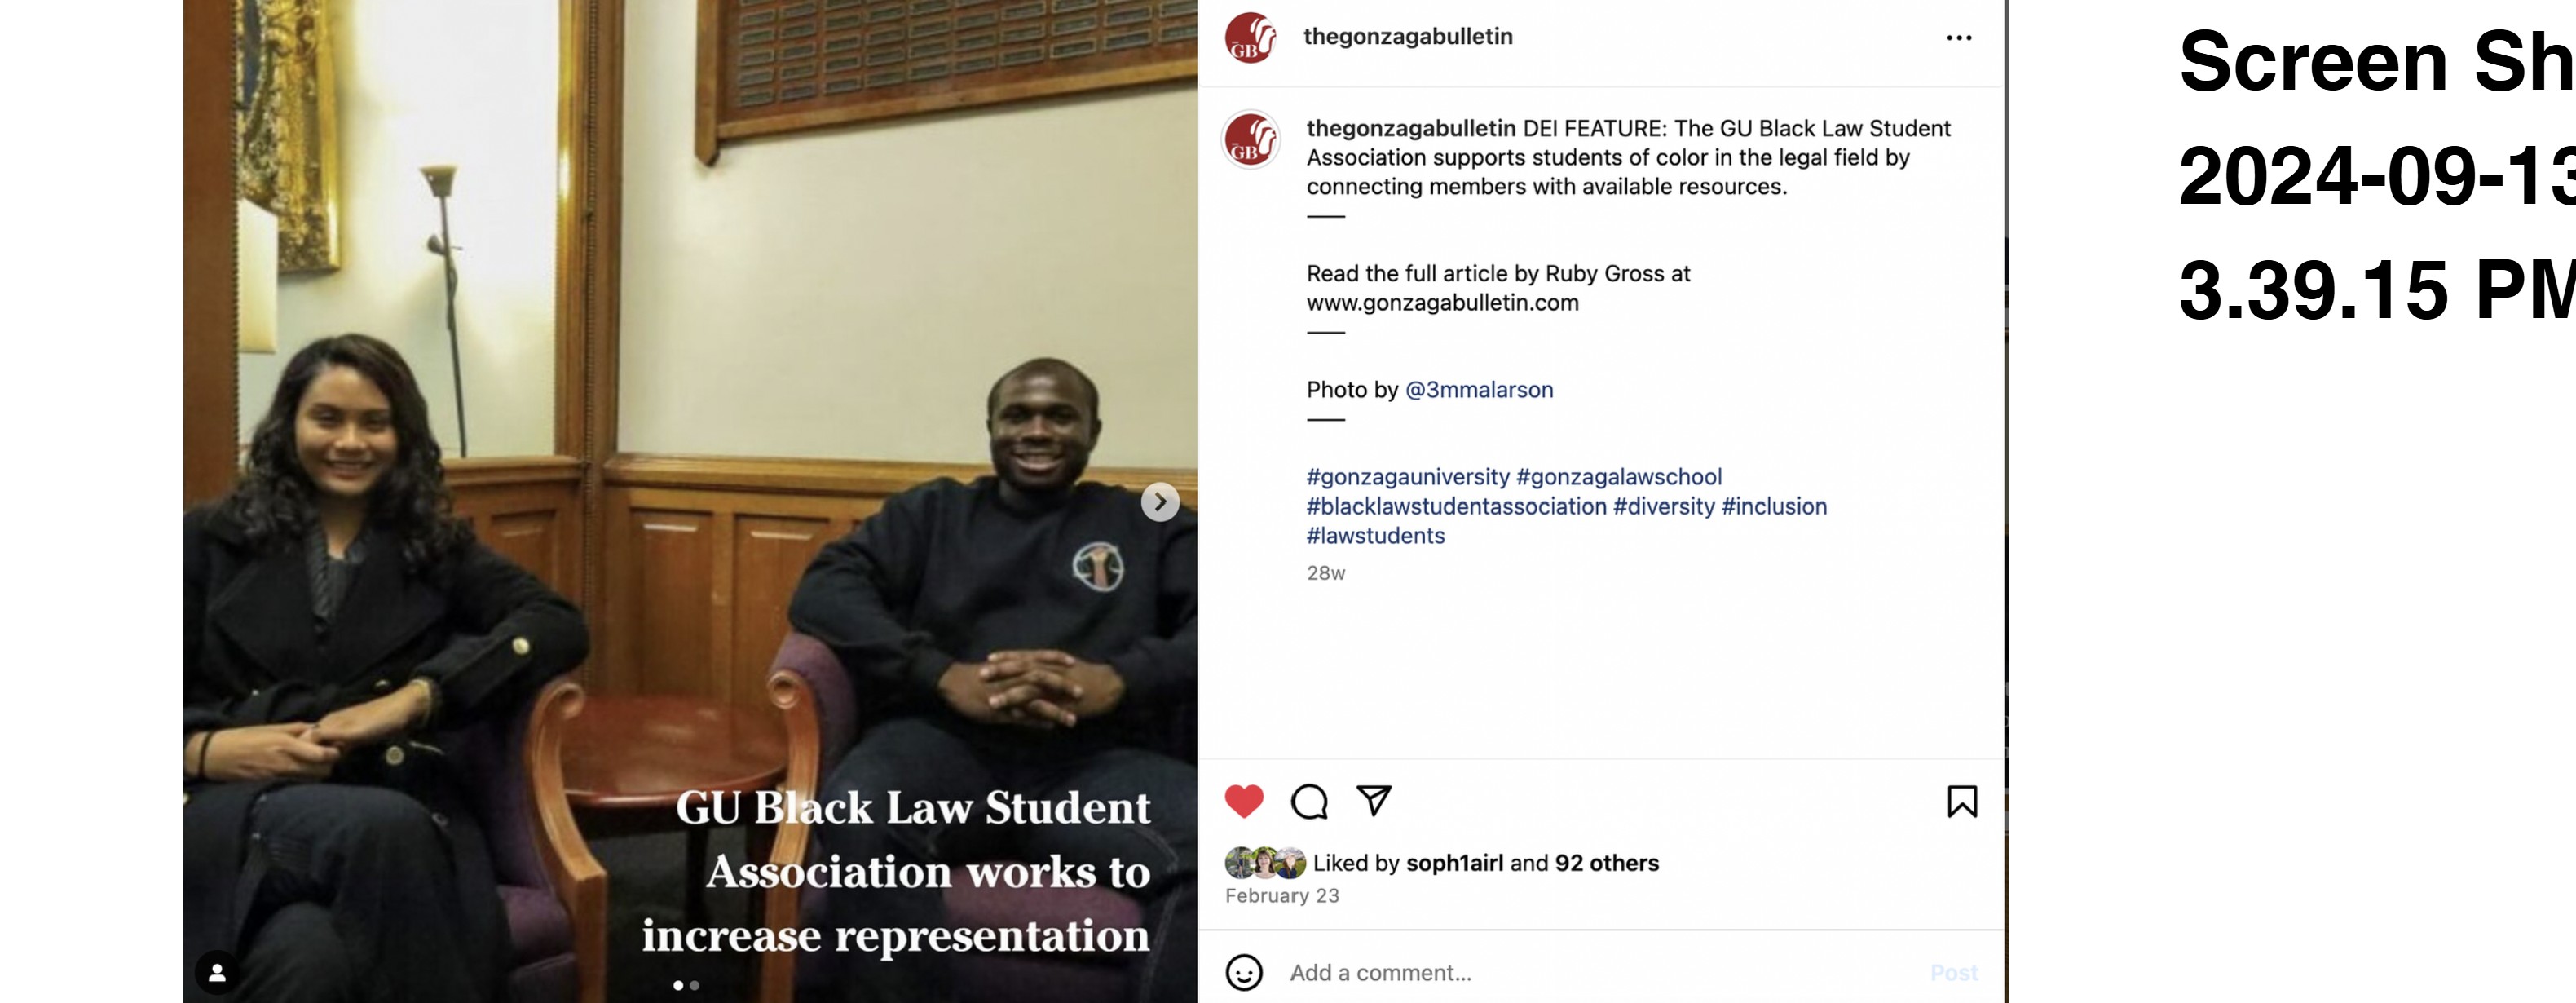 GU Black Law Student
Association works to
increase representation
GB
thegonzagabulletin
GB
thegonzagabulletin DEI FEATURE: The GU Black Law Student
Association supports students of color in the legal field by
connecting members with available resources.
Read the full article by Ruby Gross at
www.gonzagabulletin.com
Photo by @3mmalarson
#gonzagauniversity #gonzagalawschool
#blacklawstudentassociation #diversity #inclusion
#lawstudents
28w
Liked by soph1airl and 92 others
February 23
Add a comment...
Post
Screen Sh
2024-09-13
3.39.15 PM